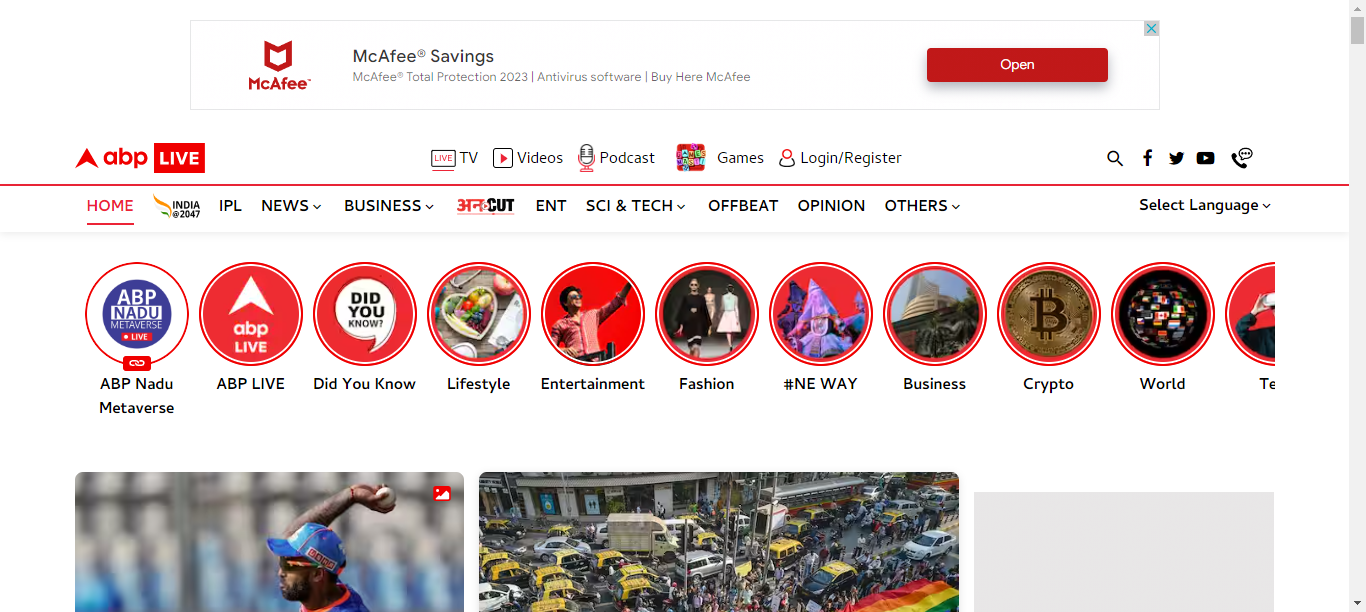 McAfee® Savings
McAfee® Total Protection 2023 | Antivirus software | Buy Here McAfee
McAfee™
Open
abp LIVE
LIVE TV
Videos
Podcast
Games
Login/Register
HOME
INDIA
@2047
IPL
NEWS
BUSINESS
अनCUT
ENT
SCI & TECH
OFFBEAT
OPINION
OTHERS
Select Language
ABP
NADU
METAVERSE
LIVE
abp
LIVE
DID
YOU
KNOW?
ABP Nadu
Metaverse
ABP LIVE
Did You Know
Lifestyle
Entertainment
Fashion
#NE WAY
Business
Crypto
World
Te